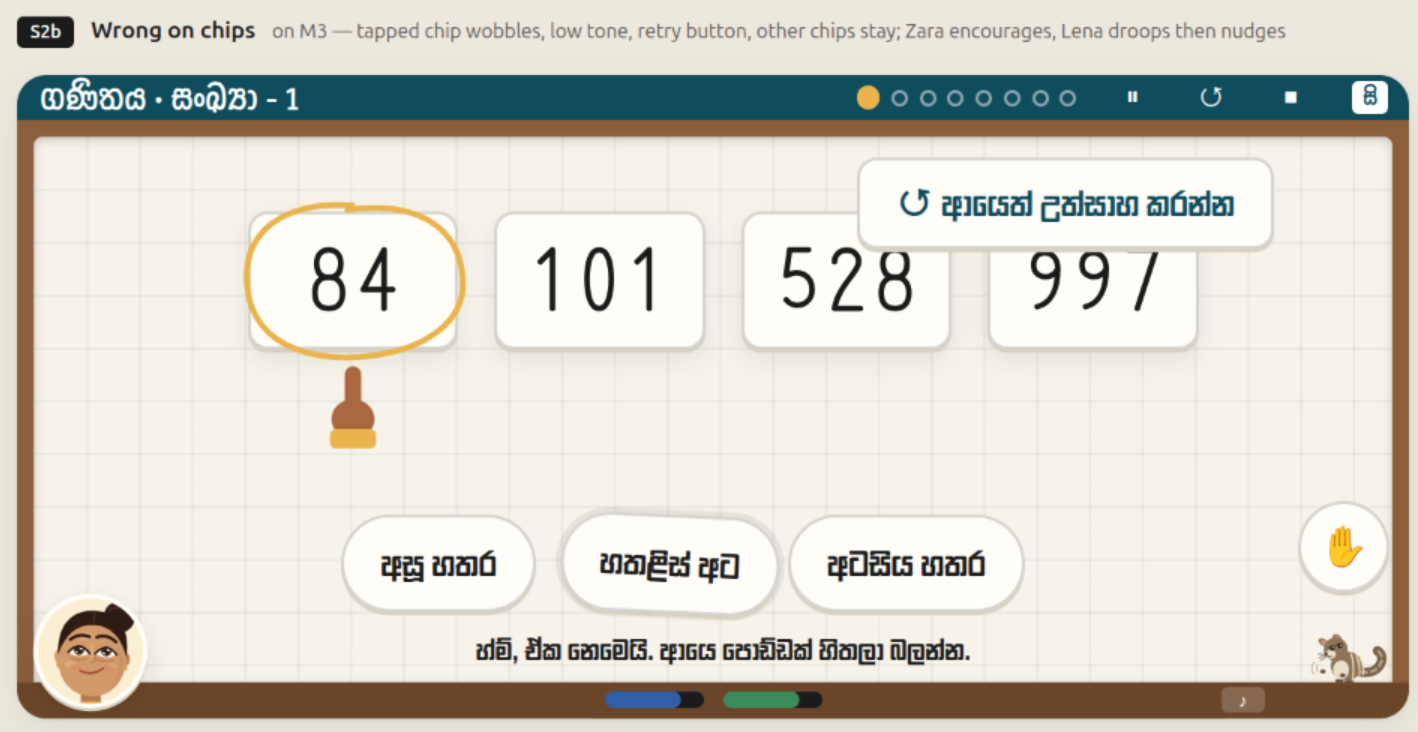 S2b Wrong on chips on M3 — tapped chip wobbles, low tone, retry button, other chips stay; Zara encourages, Lena droops then nudges
ගණිතය · සංඛ්‍යා - 1 සි
↺ ආයෙත් උත්සාහ කරන්න
84 101 528 997
අසූ හතර හතළිස් අට අටසිය හතර
හ්ම්, ඒක නෙමෙයි. ආයෙ පොඩ්ඩක් හිතලා බලන්න.